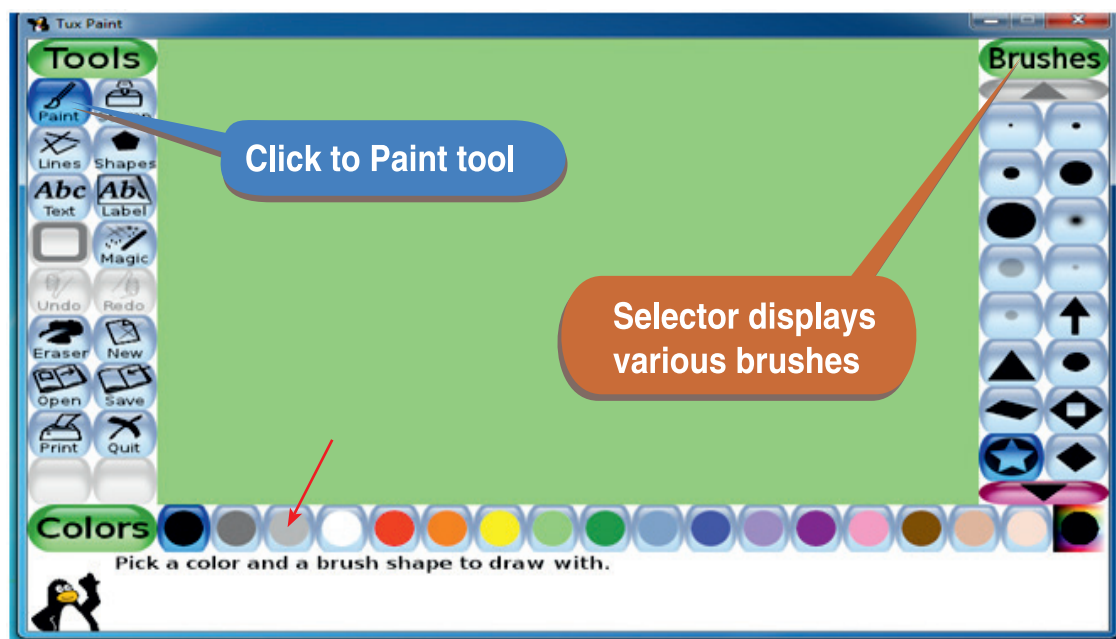 Tux Paint
Tools
Brushes
Paint
Lines Shapes
Click to Paint tool
Abc Abc
Text Label
Magic
Undo Redo
Selector displays
various brushes
Eraser New
Open Save
Print Quit
Colors
Pick a color and a brush shape to draw with.